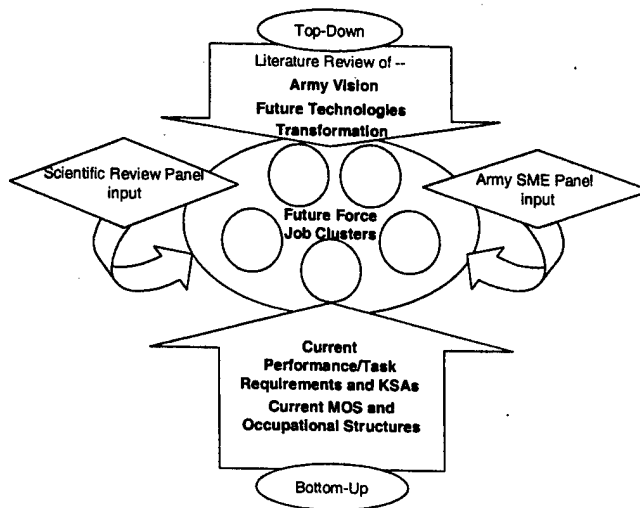 Top-Down
Literature Review of --
Army Vision
Future Technologies
Transformation
Scientific Review Panel
input
Army SME Panel
input
Future Force
Job Clusters
Current
Performance/Task
Requirements and KSAs
Current MOS and
Occupational Structures
Bottom-Up